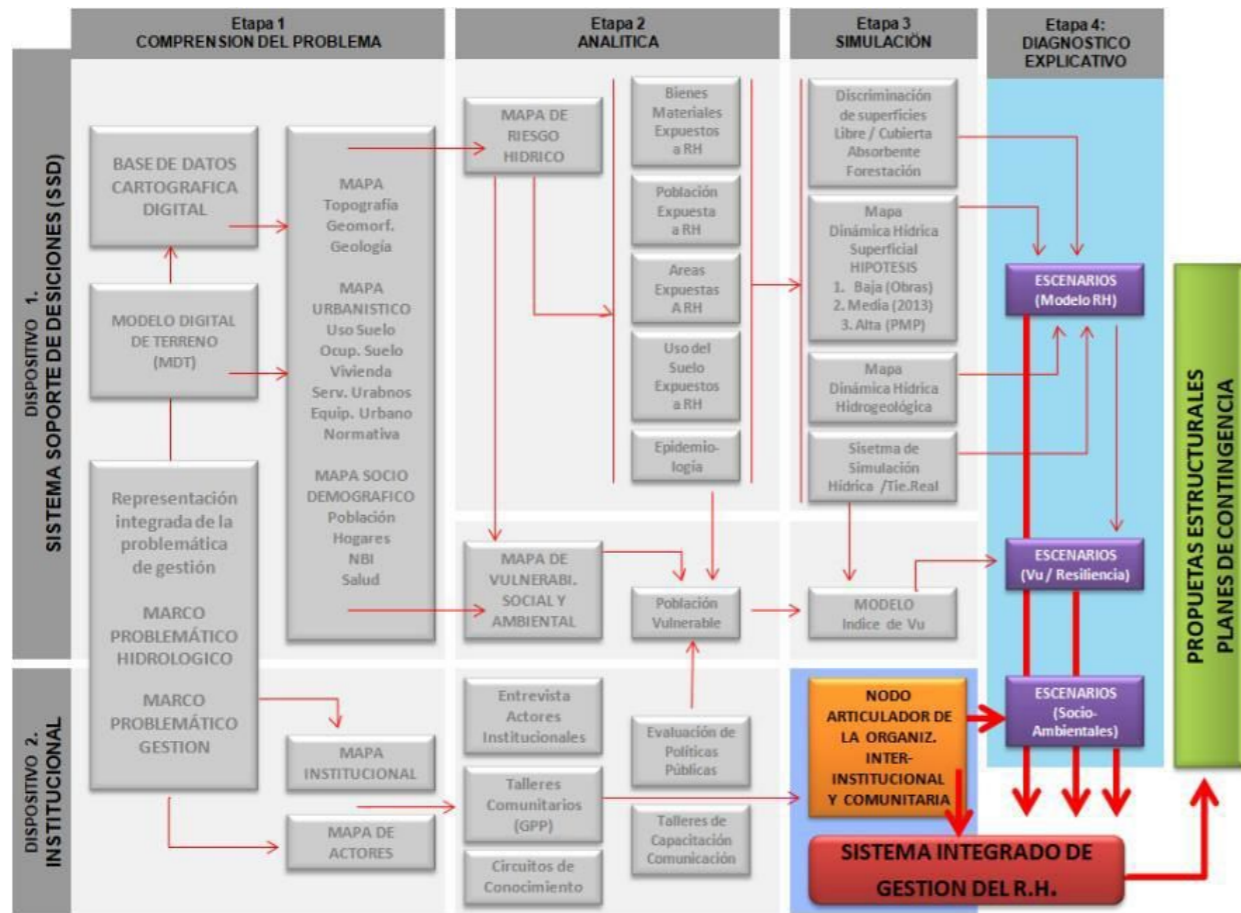 Etapa 1
COMPRENSION DEL PROBLEMA
Etapa 2
ANALITICA
Etapa 3
SIMULACIÓN
Etapa 4:
DIAGNOSTICO
EXPLICATIVO
DISPOSITIVO 1.
SISTEMA SOPORTE DE DESICIONES (SSD)
BASE DE DATOS
CARTOGRAFICA
DIGITAL
MODELO DIGITAL
DE TERRENO
(MDT)
Representación
integrada de la
problemática
de gestión
MARCO
PROBLEMÁTICO
HIDROLOGICO
MARCO
PROBLEMÁTICO
GESTION
MAPA
Topografía
Geomorf.
Geología
MAPA
URBANISTICO
Uso Suelo
Ocup. Suelo
Vivienda
Serv. Urabnos
Equip. Urbano
Normativa
MAPA SOCIO
DEMOGRAFICO
Población
Hogares
NBI
Salud
MAPA DE
RIESGO
HIDRICO
Bienes
Materiales
Expuestos
a RH
Población
Expuesta
a RH
Areas
Expuestas
A RH
Uso del
Suelo
Expuestos
a RH
Epidemio-
logía
MAPA DE
VULNERABI.
SOCIAL Y
AMBIENTAL
Población
Vulnerable
Discriminación
de superficies
Libre / Cubierta
Absorbente
Forestación
Mapa
Dinámica Hídrica
Superficial
HIPOTESIS
1. Baja (Obras)
2. Media (2013)
3. Alta (PMP)
Mapa
Dinámica Hídrica
Hidrogeológica
Sisetma de
Simulación
Hídrica /Tie.Real
MODELO
Indice de Vu
ESCENARIOS
(Modelo RH)
ESCENARIOS
(Vu / Resiliencia)
ESCENARIOS
(Socio-
Ambientales)
DISPOSITIVO 2.
INSTITUCIONAL
MAPA
INSTITUCIONAL
MAPA DE
ACTORES
Entrevista
Actores
Institucionales
Talleres
Comunitarios
(GPP)
Circuitos de
Conocimiento
Evaluación de
Políticas
Públicas
Talleres de
Capacitación
Comunicación
NODO
ARTICULADOR DE
LA ORGANIZ.
INTER-
INSTITUCIONAL
Y COMUNITARIA
SISTEMA INTEGRADO DE
GESTION DEL R.H.
PROPUETAS ESTRUCTURALES
PLANES DE CONTINGENCIA